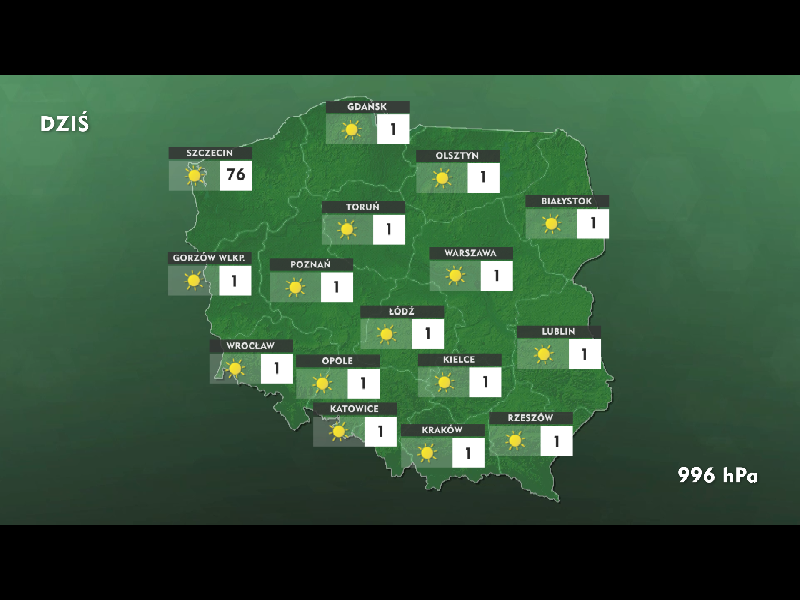 DZIŚ
GDAŃSK
1
SZCZECIN
76
OLSZTYN
1
BIAŁYSTOK
1
TORUŃ
1
WARSZAWA
1
GORZÓW WLKP.
1
POZNAŃ
1
ŁÓDŹ
1
LUBLIN
1
WROCŁAW
1
OPOLE
1
KIELCE
1
KATOWICE
1
KRAKÓW
1
RZESZÓW
1
996 hPa